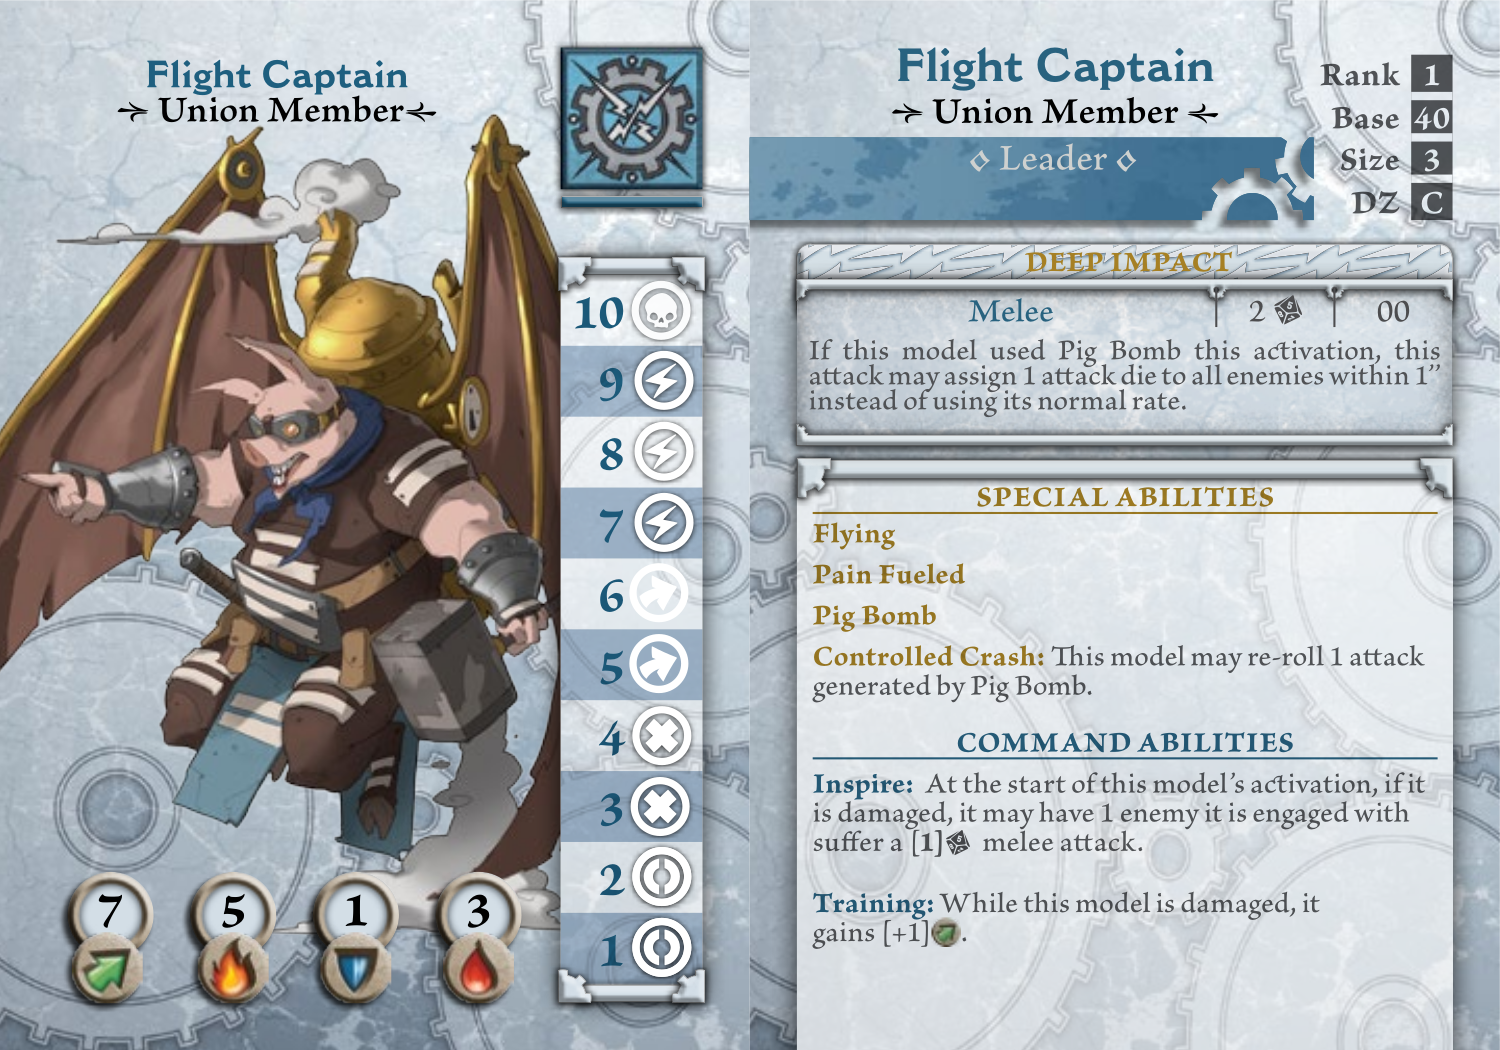 Flight Captain
Union Member
10
9
8
7
6
5
4
3
2
1
7 5 1 3
Flight Captain
Union Member
Leader
Rank 1
Base 40
Size 3
DZ C
DEEP IMPACT
Melee 2 00
If this model used Pig Bomb this activation, this
attack may assign 1 attack die to all enemies within 1”
instead of using its normal rate.
SPECIAL ABILITIES
Flying
Pain Fueled
Pig Bomb
Controlled Crash: This model may re-roll 1 attack
generated by Pig Bomb.
COMMAND ABILITIES
Inspire: At the start of this model’s activation, if it
is damaged, it may have 1 enemy it is engaged with
suffer a [1] melee attack.
Training: While this model is damaged, it
gains [+1].